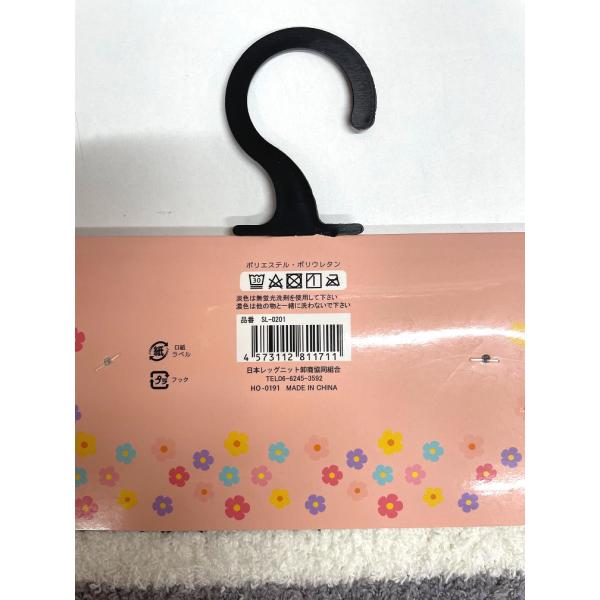 ポリエステル・ポリウレタン
30
淡色は無蛍光洗剤を使用して下さい
濃色は他の物と一緒に洗わないで下さい
品番 SL-0201
4 573112 811711
日本レッグニット卸商協同組合
TEL06-6245-3592
HO-0191 MADE IN CHINA
紙
口紙
ラベル
プラ
フック